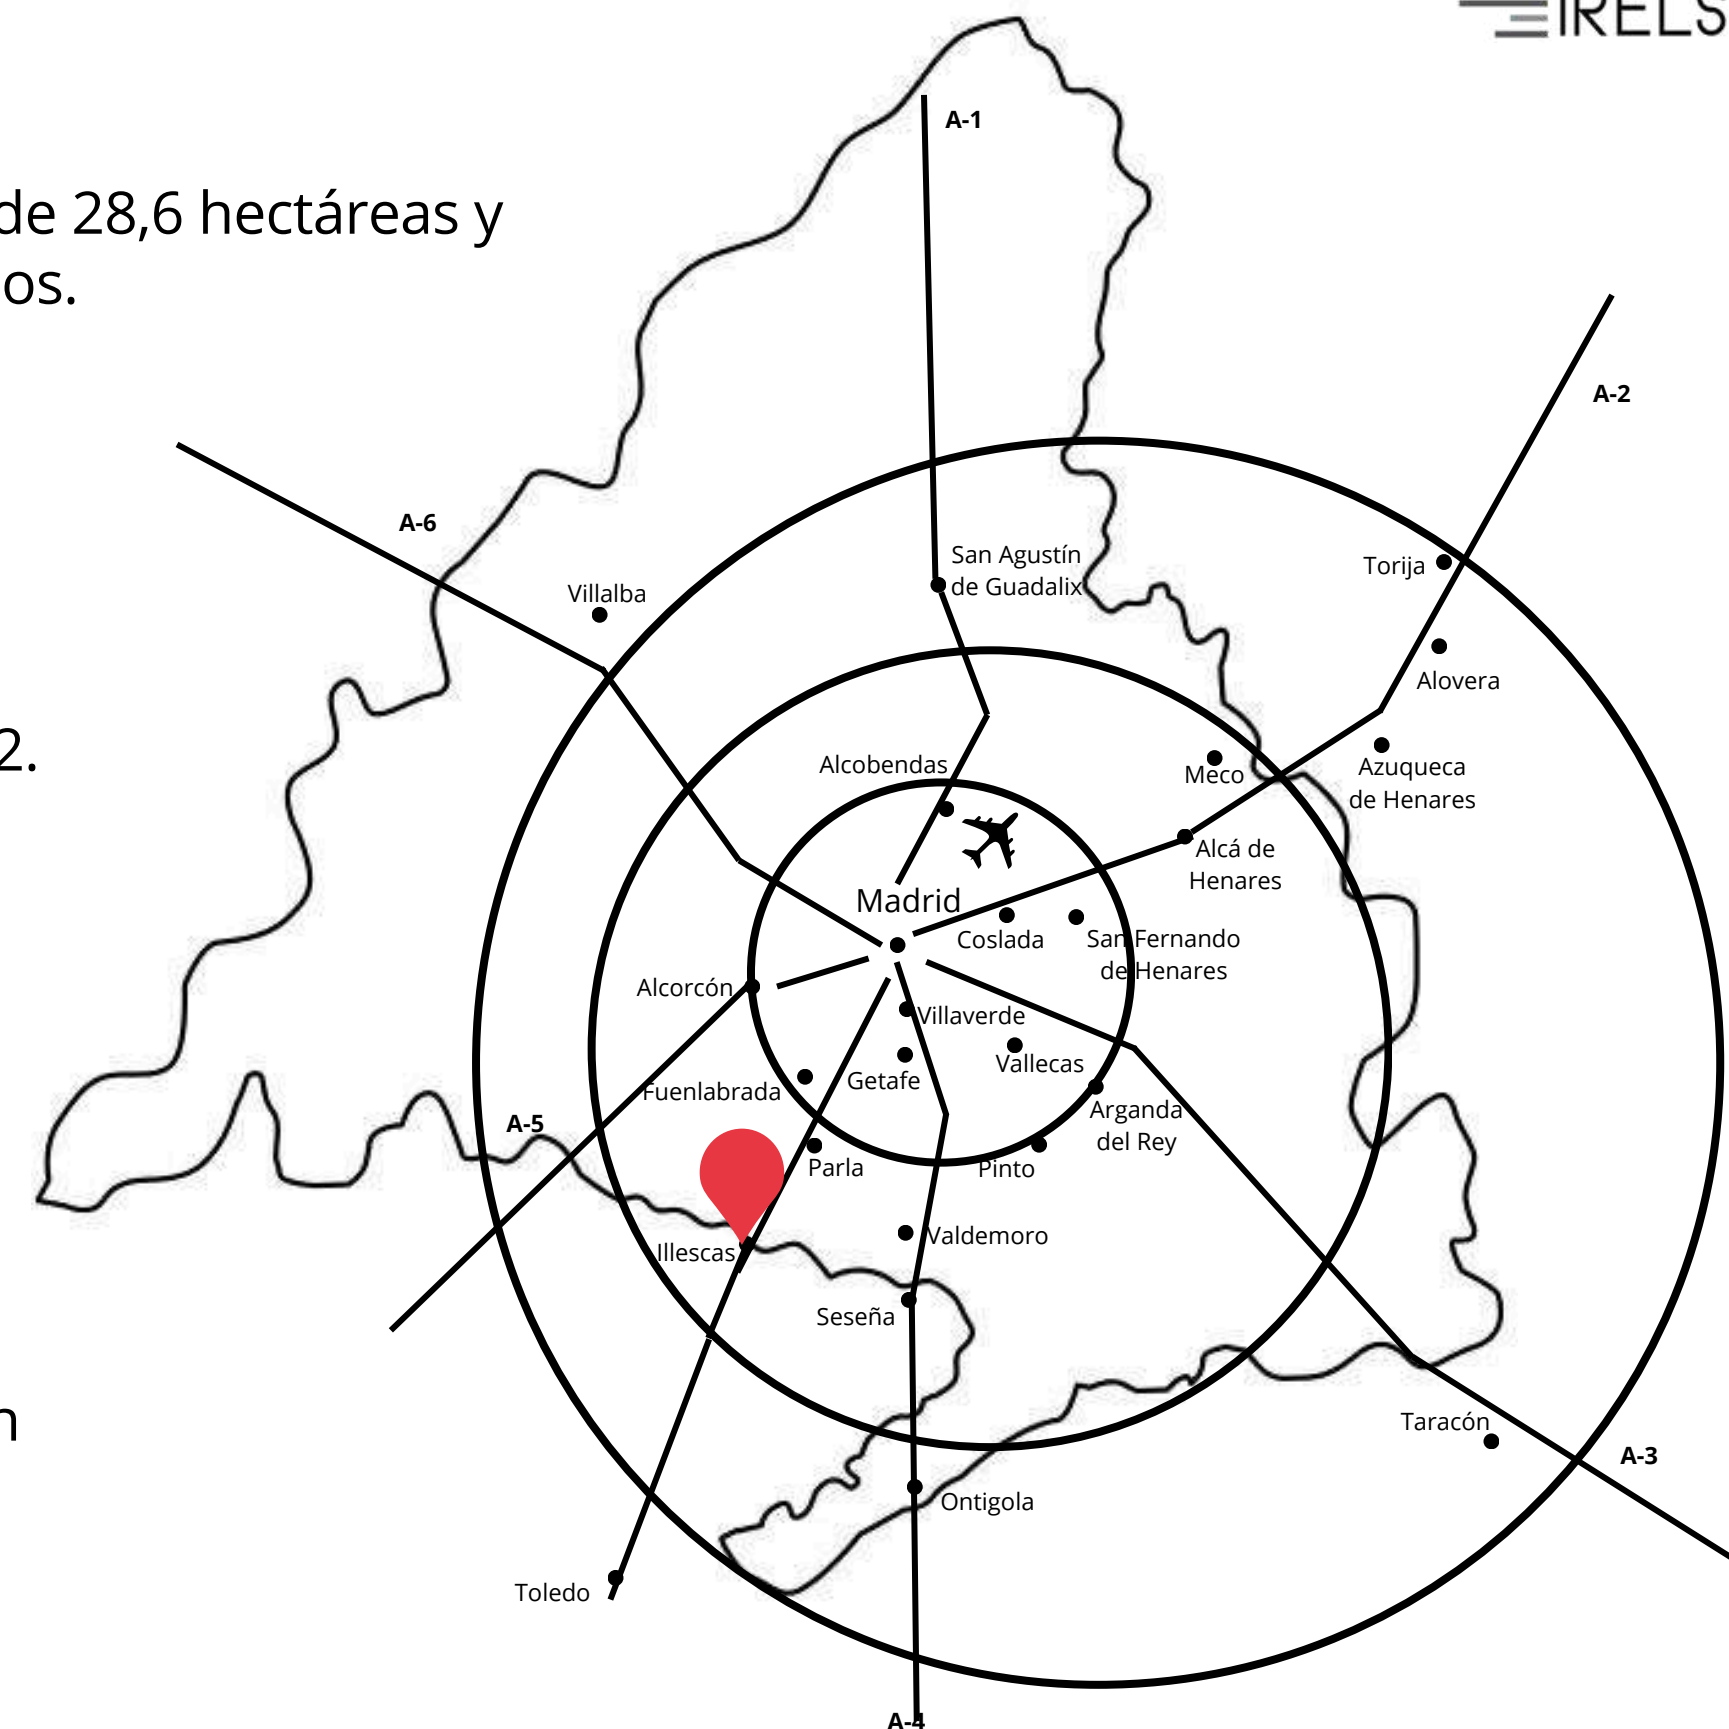 IRELS
A-1
de 28,6 hectáreas y
os.
A-2
A-6
San Agustín
de Guadalix
Torija
Villalba
Alovera
2.
Alcobendas
Meco
Azuqueca
de Henares
Alcá de
Henares
Madrid
Coslada
San Fernando
de Henares
Alcorcón
Villaverde
Vallecas
Getafe
Fuenlabrada
Arganda
del Rey
A-5
Parla
Pinto
Valdemoro
Illescas
Seseña
n
Taracón
A-3
Ontigola
Toledo
A-4